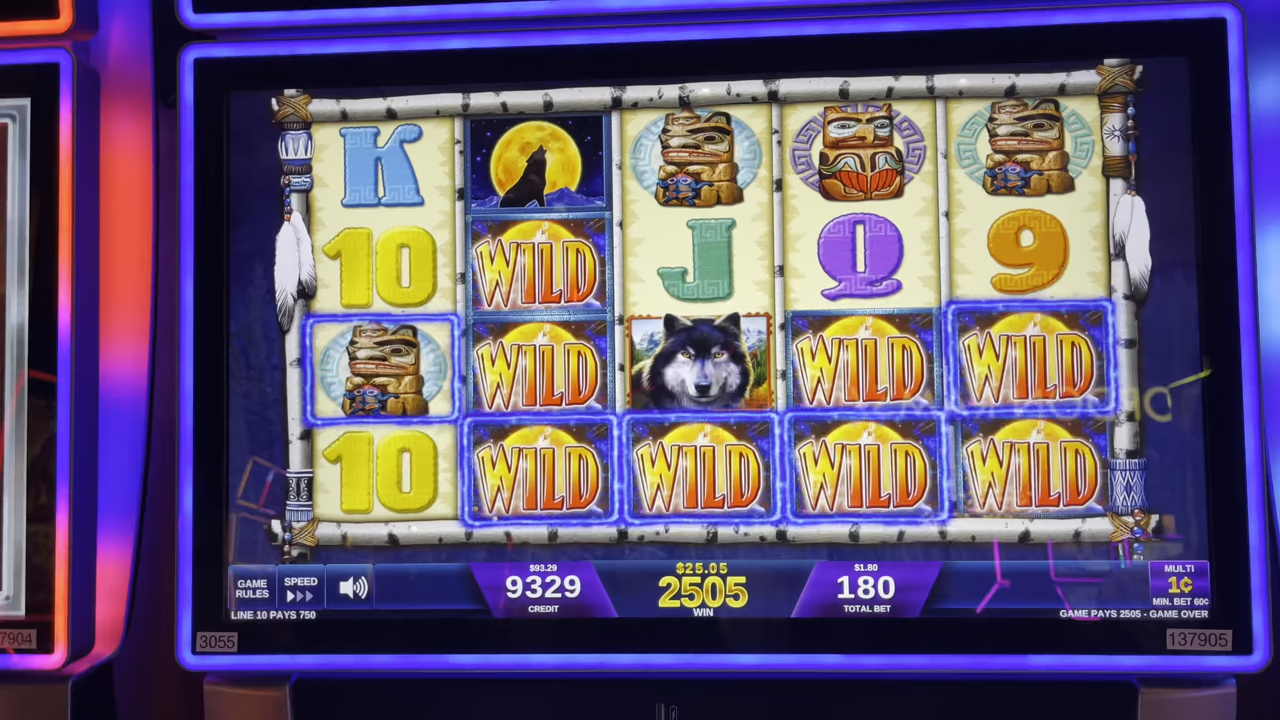 K
10 WILD J Q 9
WILD WILD WILD
10 WILD WILD WILD WILD
GAME RULES
SPEED
$93.29
9329
CREDIT
$25.05
2505
WIN
$1.80
180
TOTAL BET
MULTI
1¢
MIN. BET 60¢
LINE 10 PAYS 750
GAME PAYS 2505 - GAME OVER
7904
3055
137905